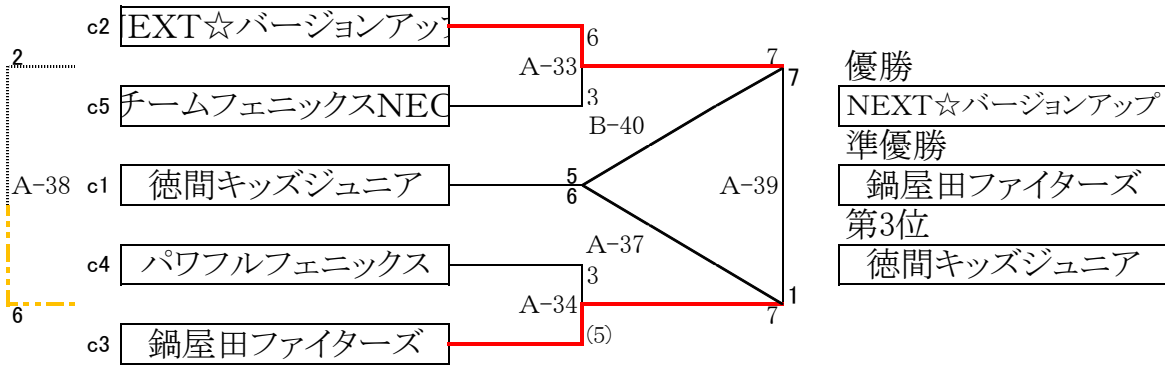 c2 NEXT☆バージョンアップ
6
A-33
7
7
2
c5 チームフェニックスNEO
3
B-40
A-38
c1 徳間キッズジュニア
5
6
A-39
A-37
c4 パワフルフェニックス
3
A-34
1
7
6
c3 鍋屋田ファイターズ
(5)
優勝
NEXT☆バージョンアップ
準優勝
鍋屋田ファイターズ
第3位
徳間キッズジュニア